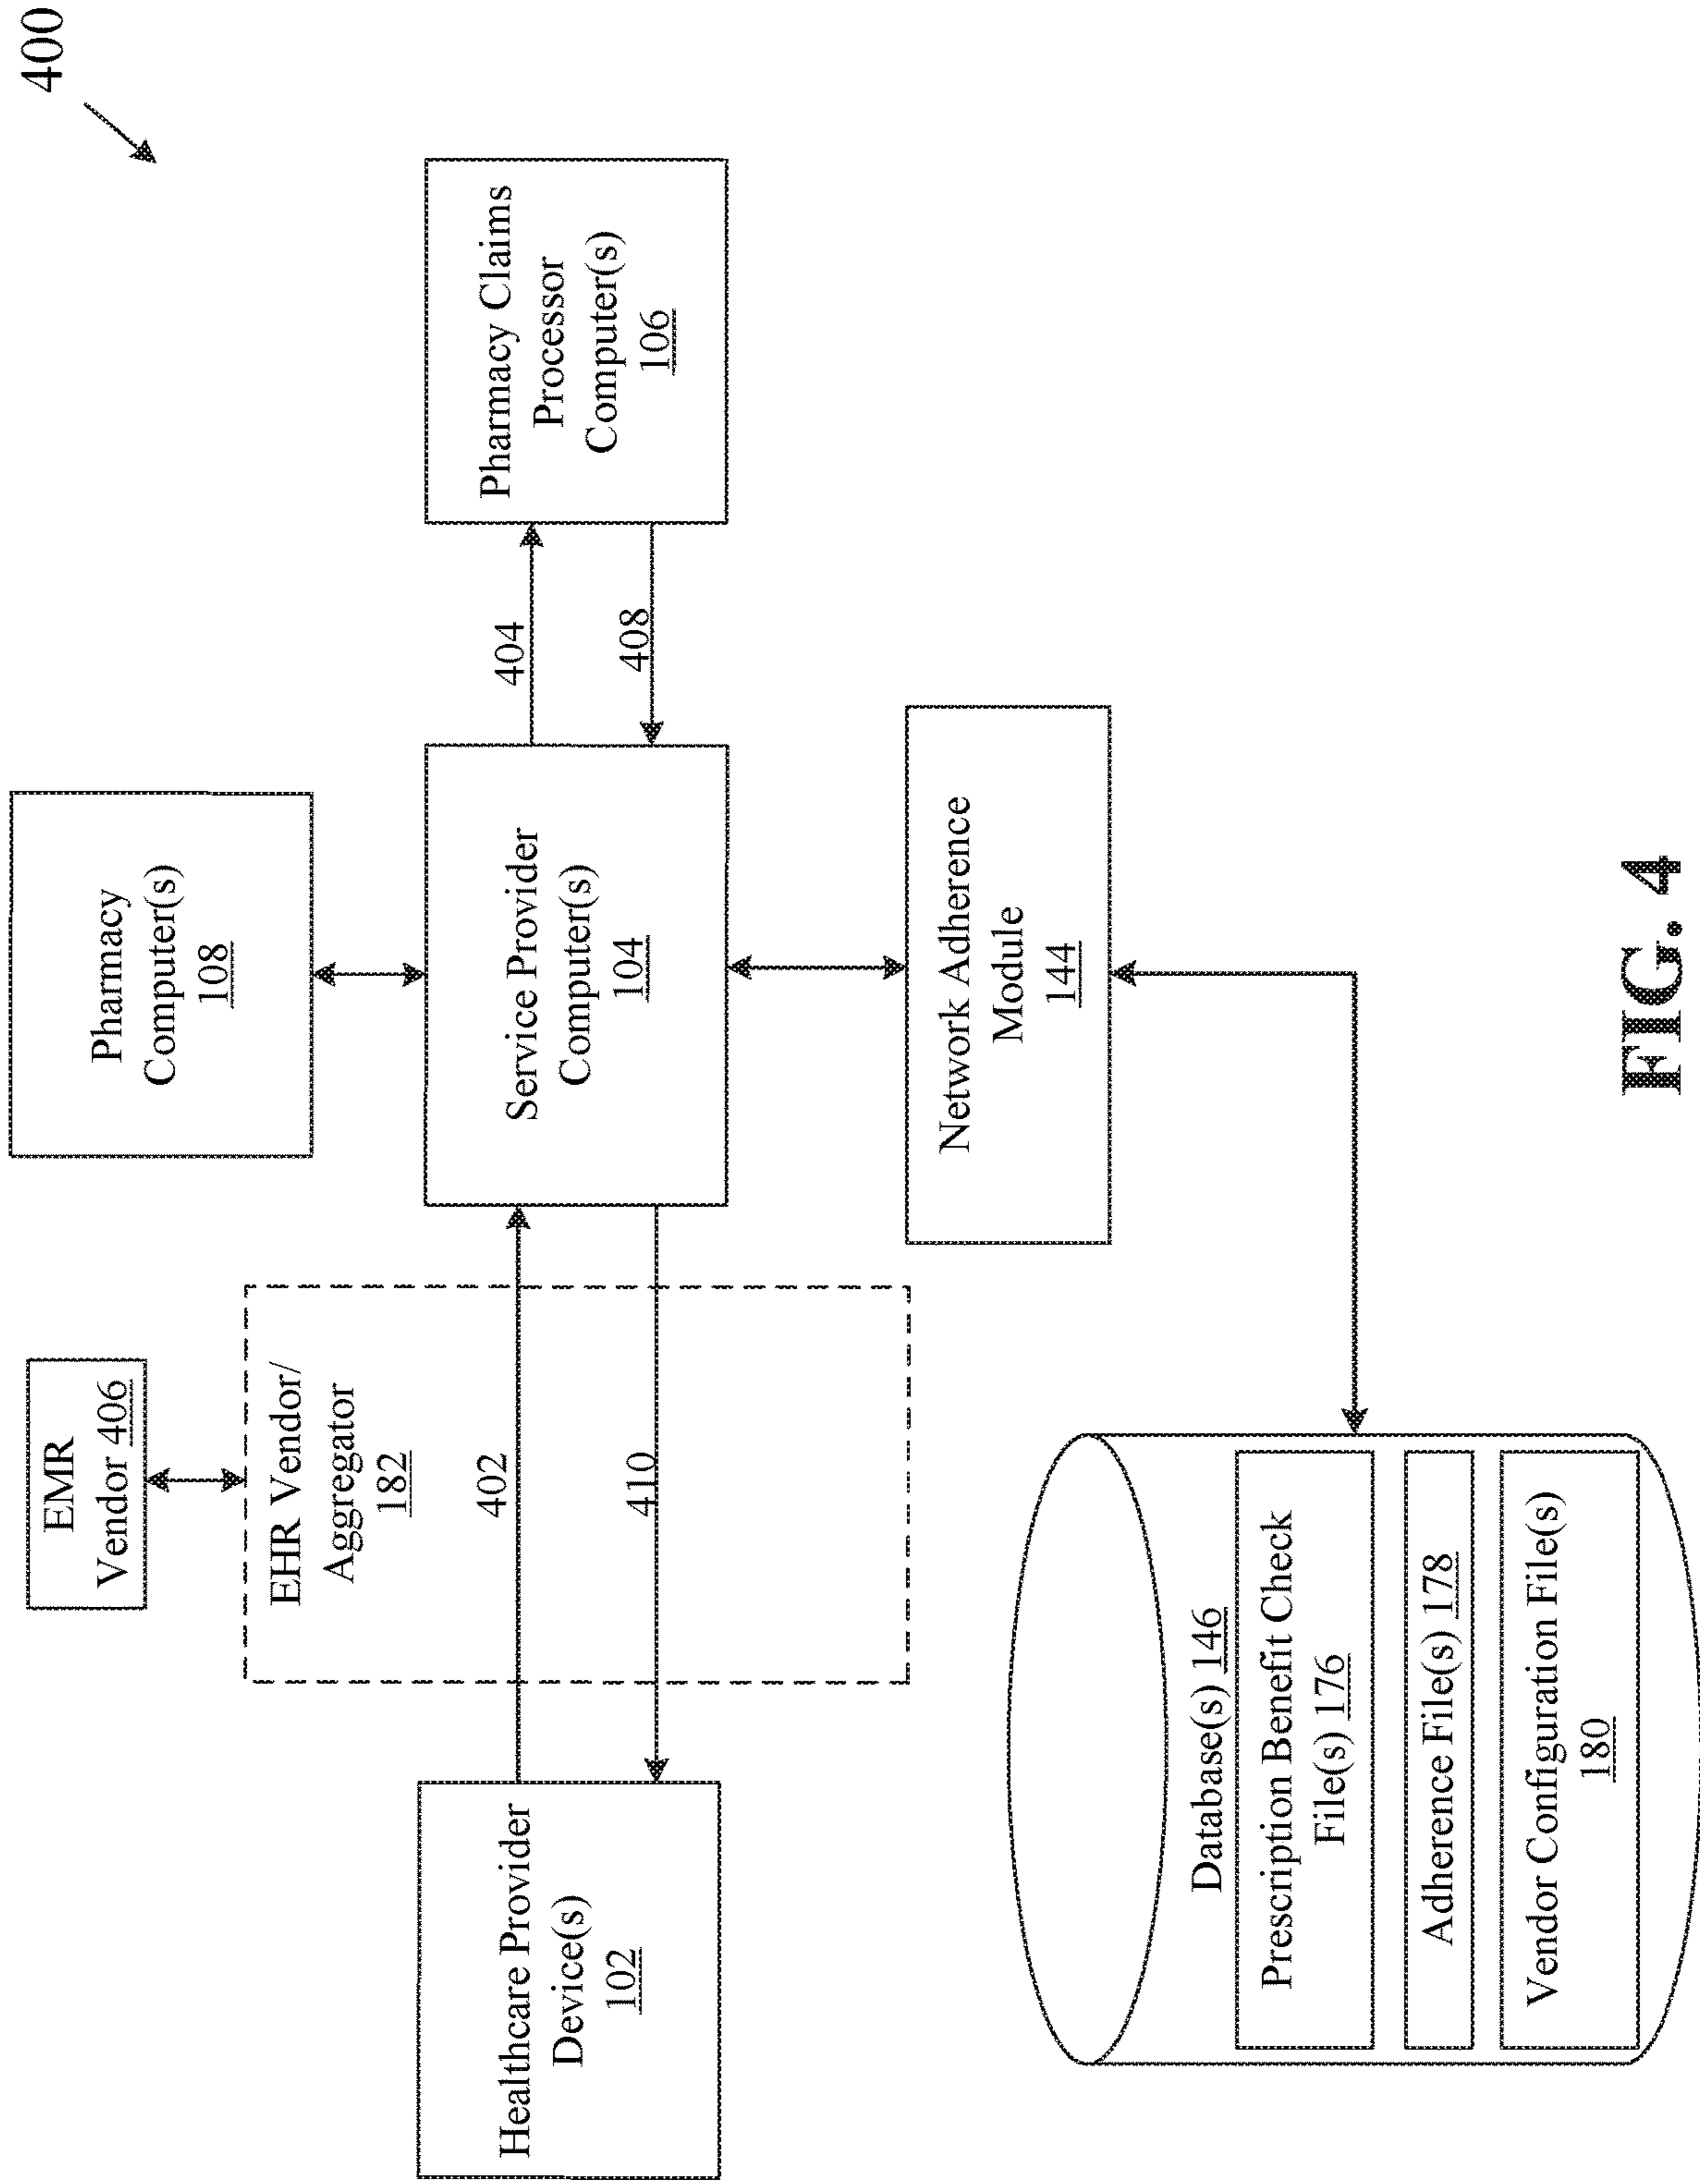 400
Pharmacy
Computer(s)
108
EMR
Vendor 406
EHR Vendor/
Aggregator
182
Healthcare Provider
Device(s)
102
402
410
Service Provider
Computer(s)
104
404
408
Pharmacy Claims
Processor
Computer(s)
106
Network Adherence
Module
144
Database(s) 146
Prescription Benefit Check
File(s) 176
Adherence File(s) 178
Vendor Configuration File(s)
180
FIG. 4